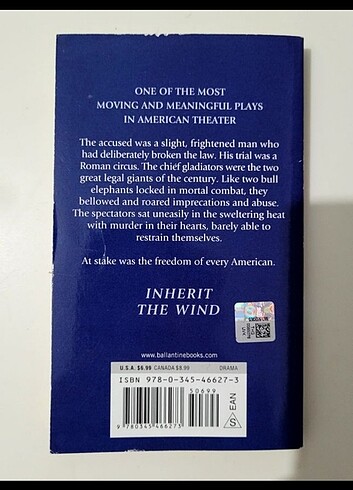 ONE OF THE MOST
MOVING AND MEANINGFUL PLAYS
IN AMERICAN THEATER
The accused was a slight, frightened man who
had deliberately broken the law. His trial was a
Roman circus. The chief gladiators were the two
great legal giants of the century. Like two bull
elephants locked in mortal combat, they
bellowed and roared imprecations and abuse.
The spectators sat uneasily in the sweltering heat
with murder in their hearts, barely able to
restrain themselves.
At stake was the freedom of every American.
INHERIT
THE WIND
www.ballantinebooks.com
U.S.A. $6.99 CANADA $8.99 DRAMA
ISBN 978-0-345-46627-3
50699
9 780345 466273
S EAN